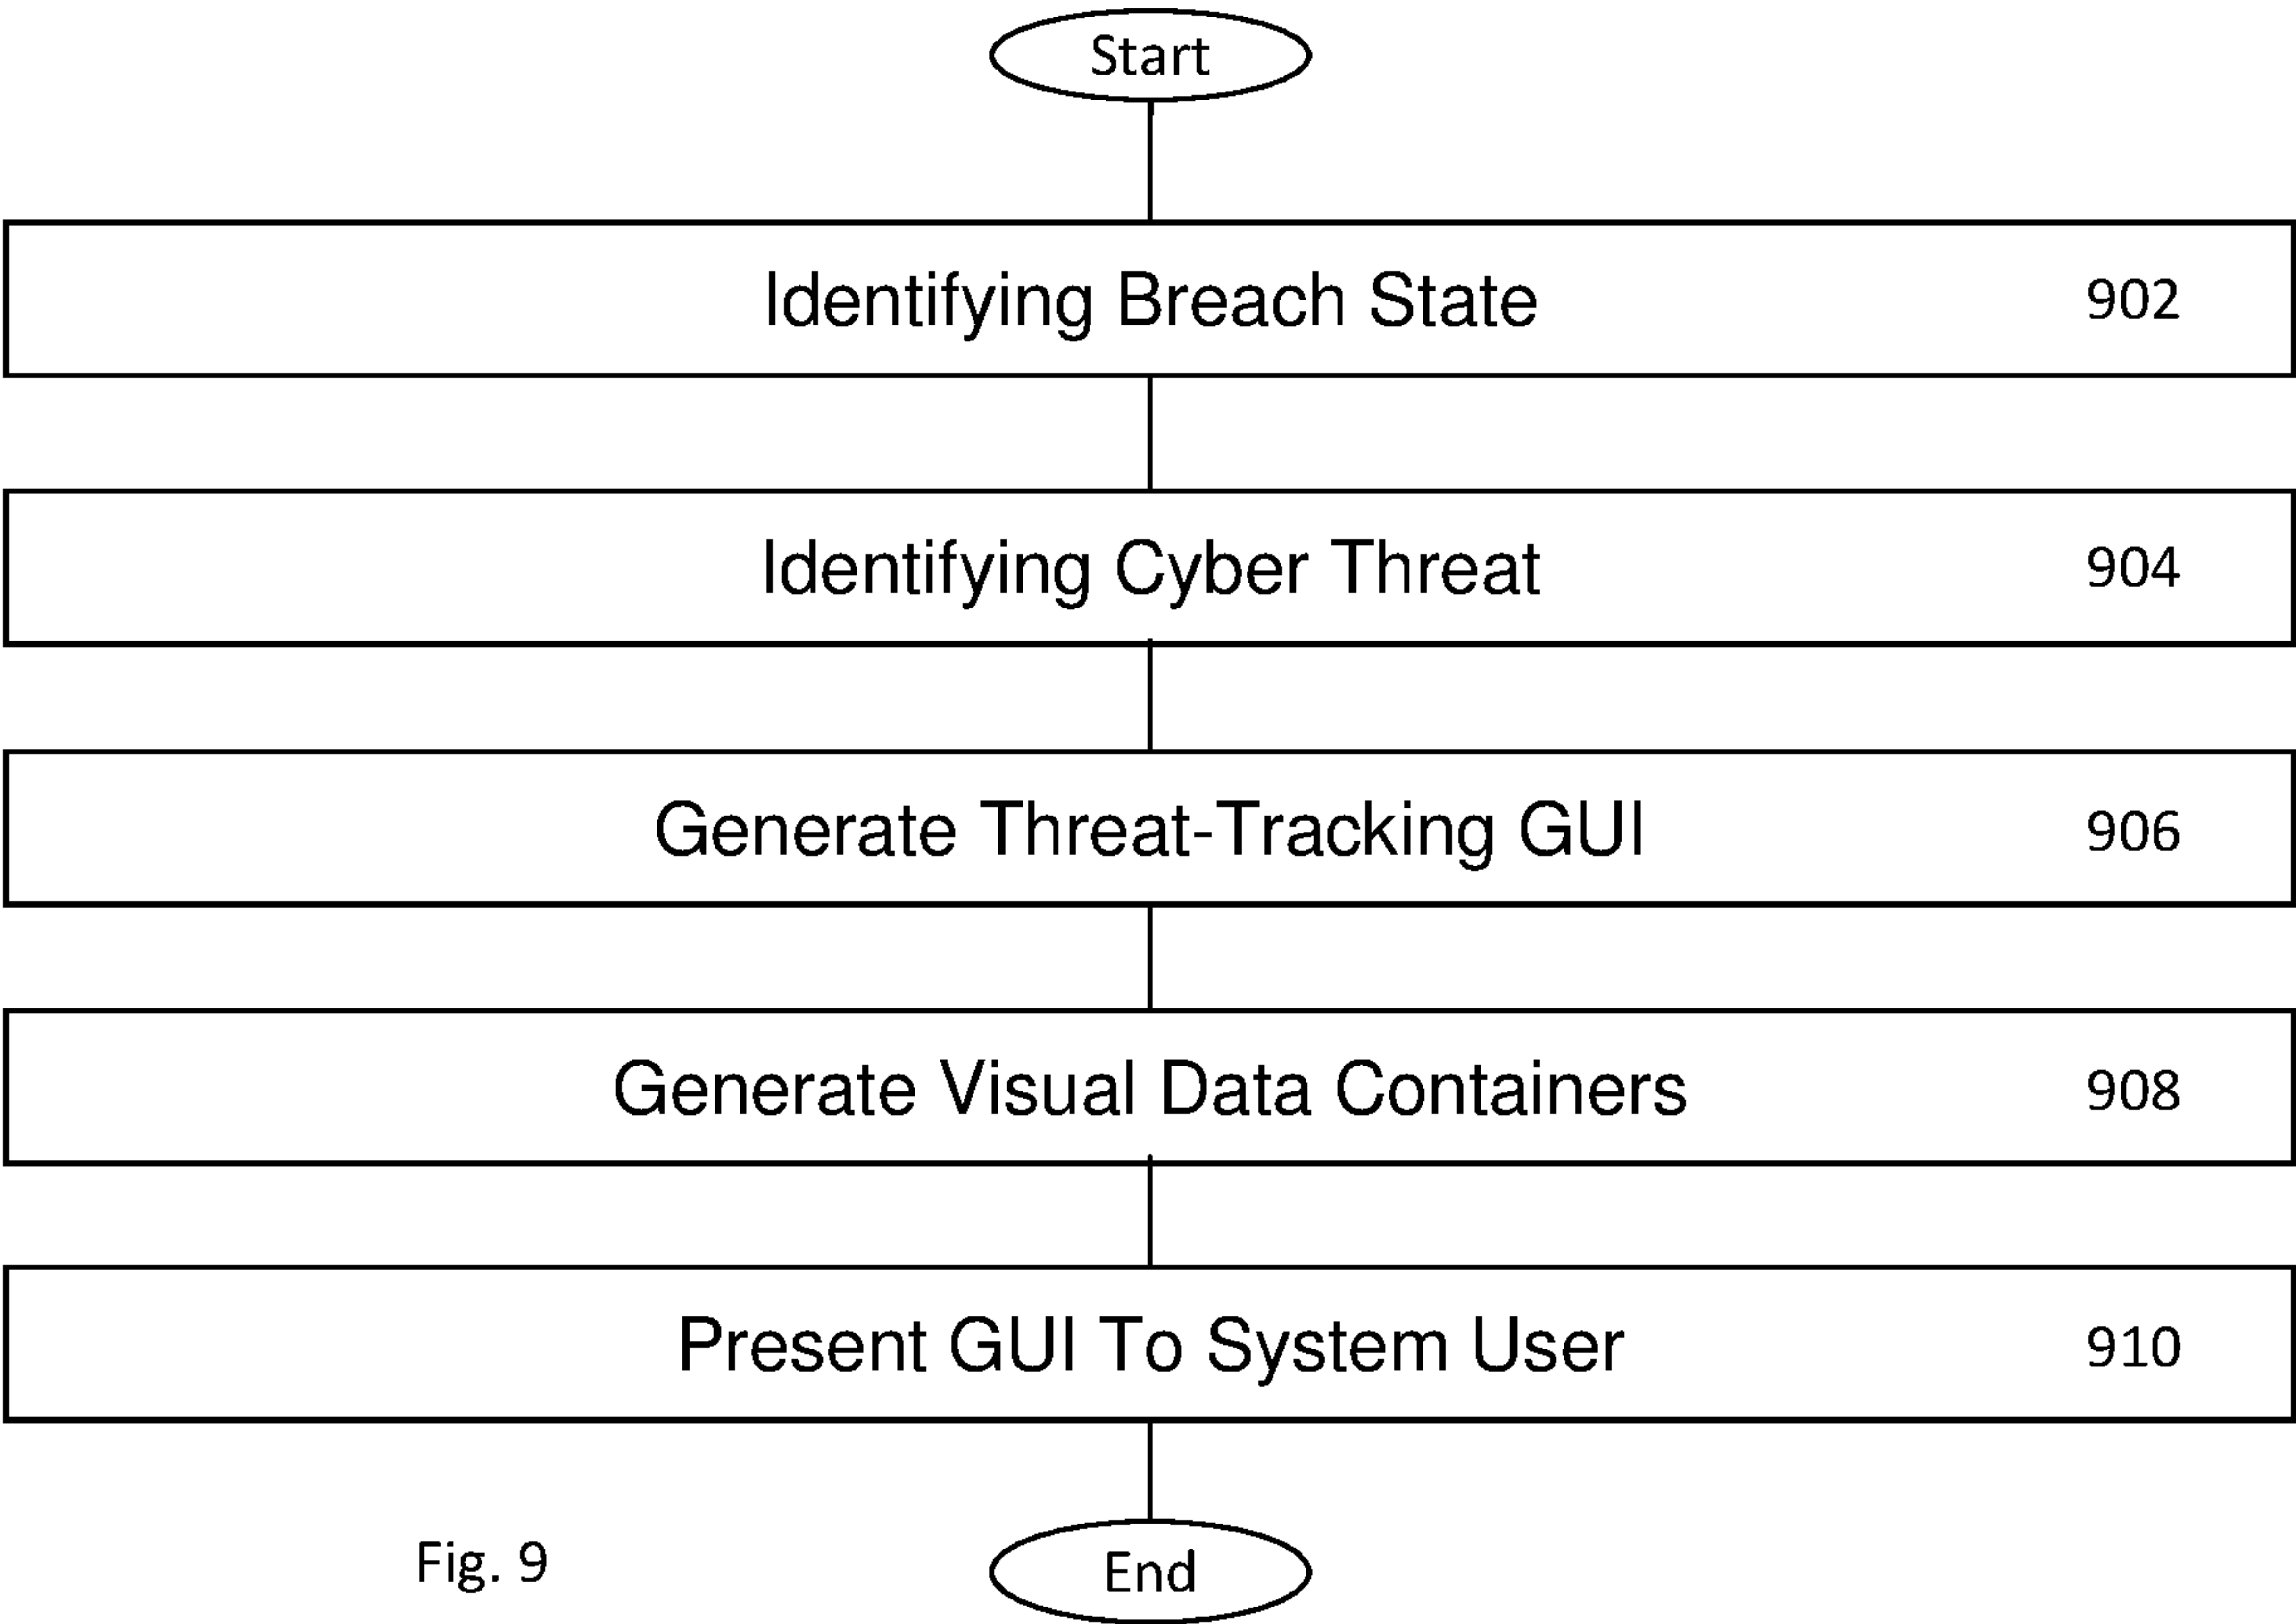 Start
Identifying Breach State 902
Identifying Cyber Threat 904
Generate Threat-Tracking GUI 906
Generate Visual Data Containers 908
Present GUI To System User 910
Fig. 9
End